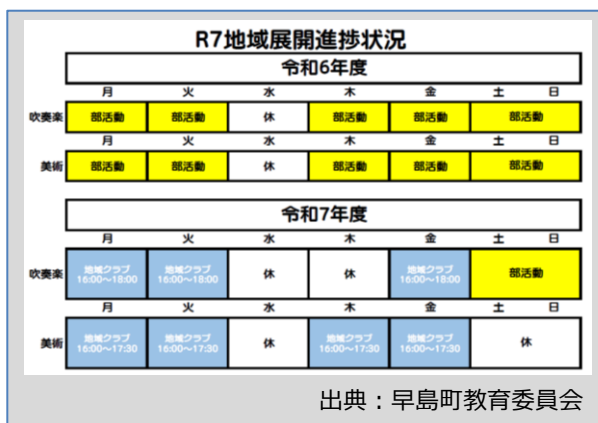 R7地域展開進捗状況
令和6年度
月 火 水 木 金 土 日
吹奏楽 部活動 部活動 休 部活動 部活動 部活動
月 火 水 木 金 土 日
美術 部活動 部活動 休 部活動 部活動 部活動
令和7年度
月 火 水 木 金 土 日
吹奏楽 地域クラブ 地域クラブ 休 休 地域クラブ 部活動
16:00～18:00 16:00～18:00 16:00～18:00
月 火 水 木 金 土 日
美術 地域クラブ 地域クラブ 休 地域クラブ 地域クラブ 休
16:00～17:30 16:00～17:30 16:00～17:30 16:00～17:30
出典：早島町教育委員会